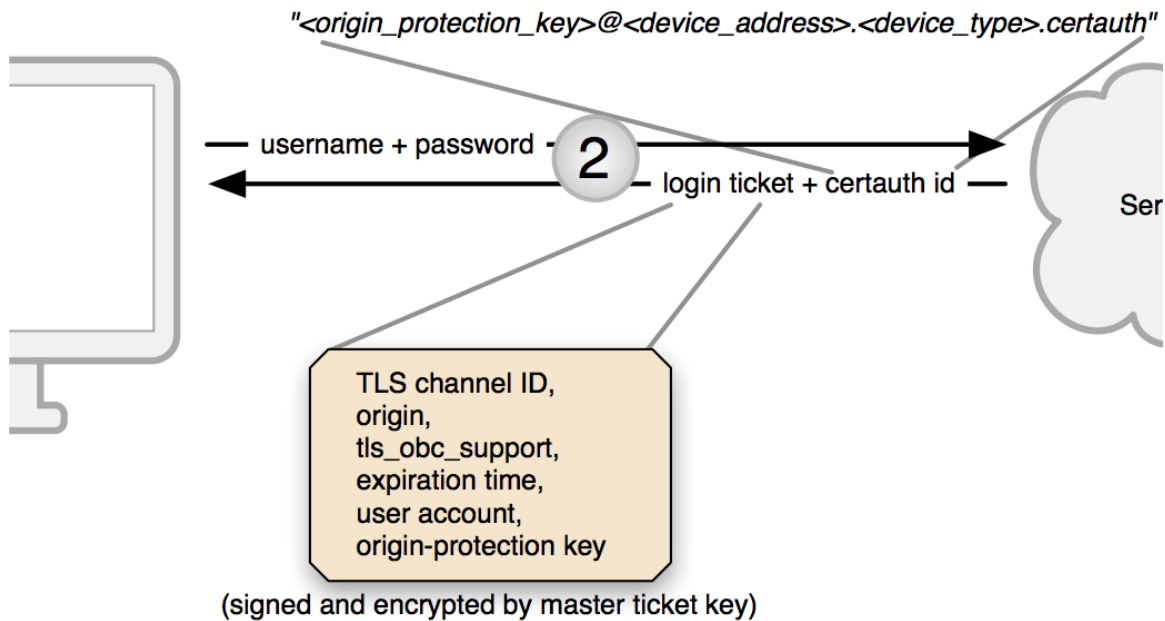 "<origin_protection_key>@<device_address>.<device_type>.certauth"
username + password
2
login ticket + certauth id
Ser
TLS channel ID,
origin,
tls_obc_support,
expiration time,
user account,
origin-protection key
(signed and encrypted by master ticket key)